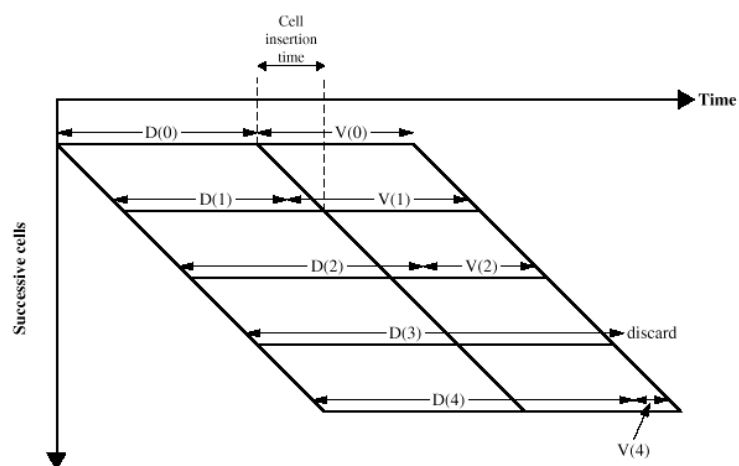 Cell
insertion
time
Time
D(0)
V(0)
D(1)
V(1)
D(2)
V(2)
D(3)
discard
D(4)
V(4)
Successive cells